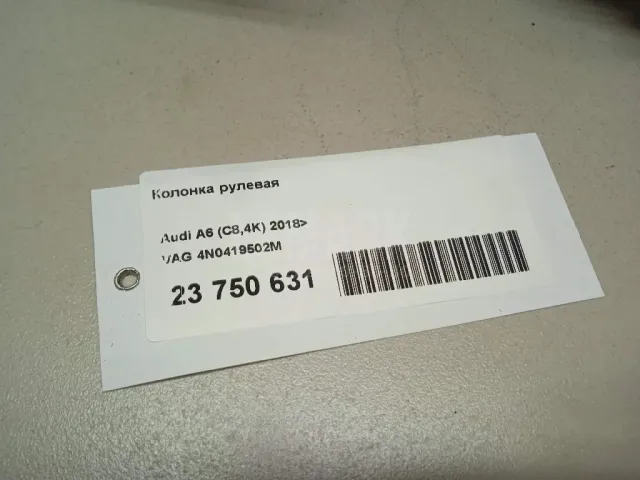 Колонка рулевая
Audi A6 (C8,4K) 2018>
VAG 4N0419502M
23 750 631